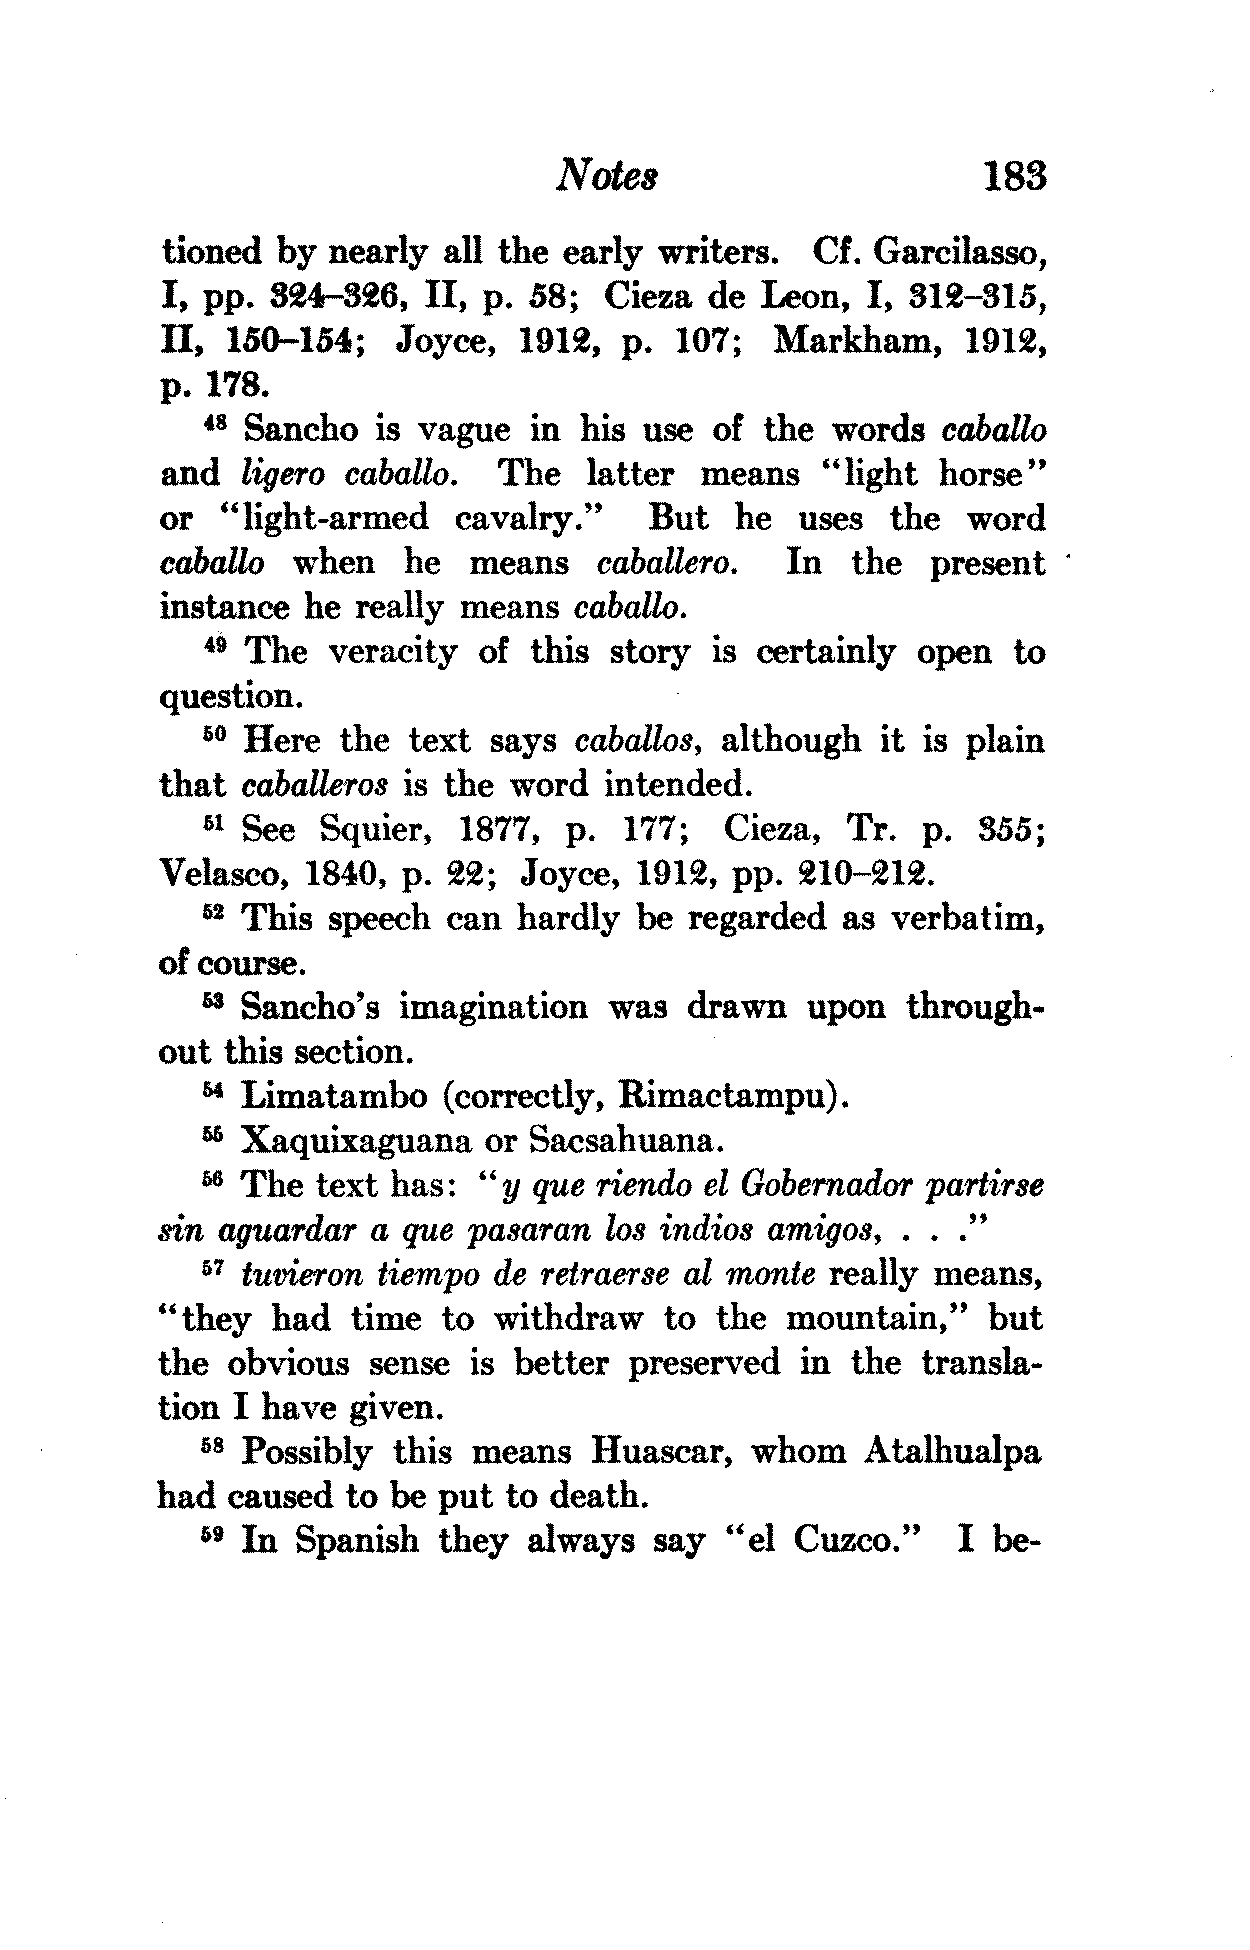 Notes 183
tioned by nearly all the early writers. Cf. Garcilasso,
I, pp. 324–326, II, p. 58; Cieza de Leon, I, 312–315,
II, 150–154; Joyce, 1912, p. 107; Markham, 1912,
p. 178.
⁴⁸ Sancho is vague in his use of the words caballo
and ligero caballo. The latter means “light horse”
or “light-armed cavalry.” But he uses the word
caballo when he means caballero. In the present
instance he really means caballo.
⁴⁹ The veracity of this story is certainly open to
question.
⁵⁰ Here the text says caballos, although it is plain
that caballeros is the word intended.
⁵¹ See Squier, 1877, p. 177; Cieza, Tr. p. 355;
Velasco, 1840, p. 22; Joyce, 1912, pp. 210–212.
⁵² This speech can hardly be regarded as verbatim,
of course.
⁵³ Sancho’s imagination was drawn upon through-
out this section.
⁵⁴ Limatambo (correctly, Rimactampu).
⁵⁵ Xaquixaguana or Sacsahuana.
⁵⁶ The text has: “y que riendo el Gobernador partirse
sin aguardar a que pasaran los indios amigos, . . .”
⁵⁷ tuvieron tiempo de retraerse al monte really means,
“they had time to withdraw to the mountain,” but
the obvious sense is better preserved in the transla-
tion I have given.
⁵⁸ Possibly this means Huascar, whom Atalhualpa
had caused to be put to death.
⁵⁹ In Spanish they always say “el Cuzco.” I be-